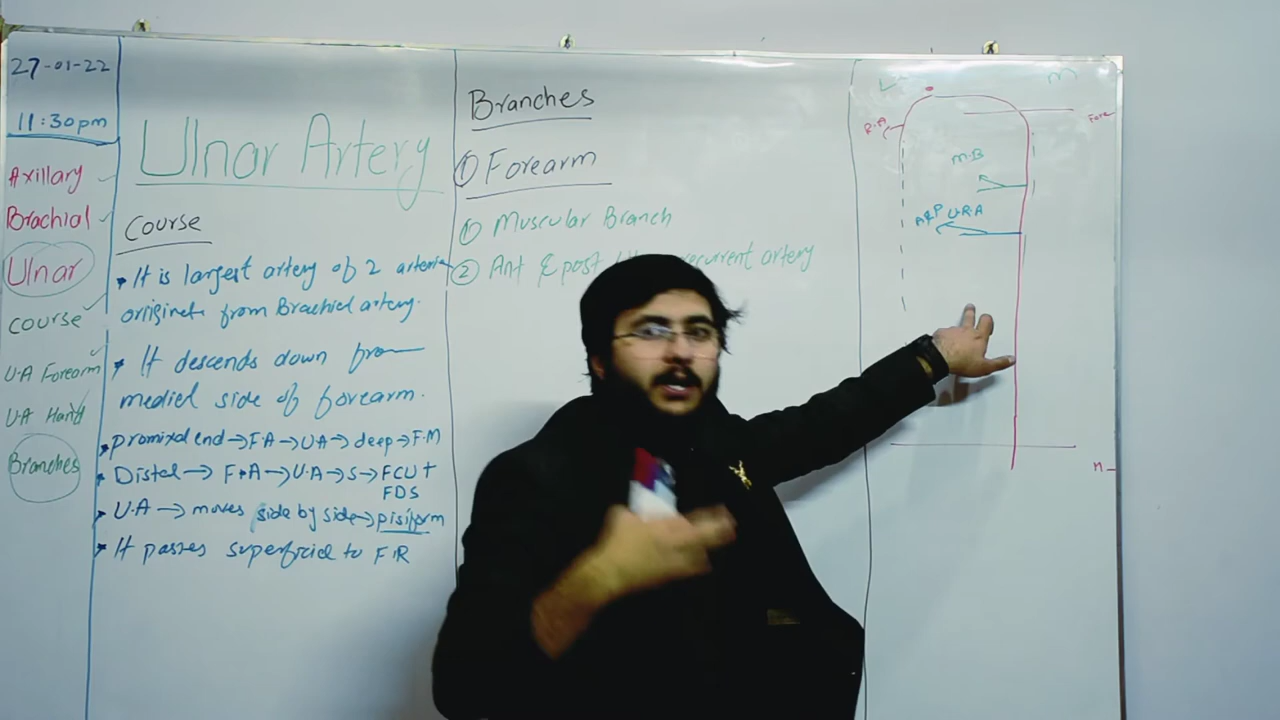 27-01-22
11:30pm
Axillary
Brachial
Ulnar
Course
U.A Forearm
U.A Hand
Branches
Ulnar Artery
Course
It is largest artery of 2 arteries
originate from Brachial artery.
It descends down from
medial side of forearm.
proximal end → F.A → U.A → deep → F.M
Distal → F.A → U.A → S → FCU +
FDS
U.A → moves side by side → pisiform
It passes superficial to F.R
Branches
① Forearm
① Muscular Branch
② Ant & post recurrent artery
L
m
R.A
Fore
M.B
A&P U.R.A
H